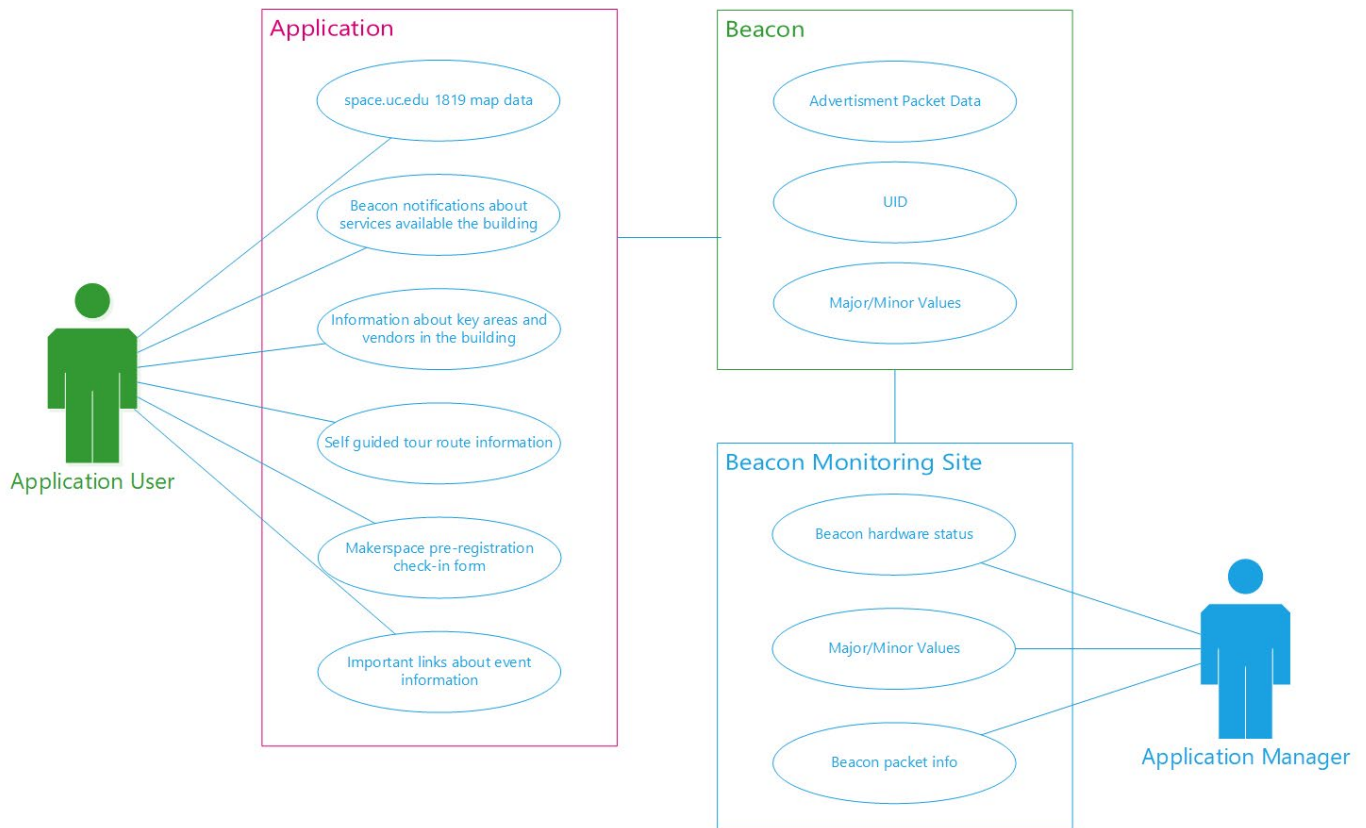 Application
space.uc.edu 1819 map data
Beacon notifications about
services available the building
Information about key areas and
vendors in the building
Self guided tour route information
Makerspace pre-registration
check-in form
Important links about event
information
Application User
Beacon
Advertisment Packet Data
UID
Major/Minor Values
Beacon Monitoring Site
Beacon hardware status
Major/Minor Values
Beacon packet info
Application Manager